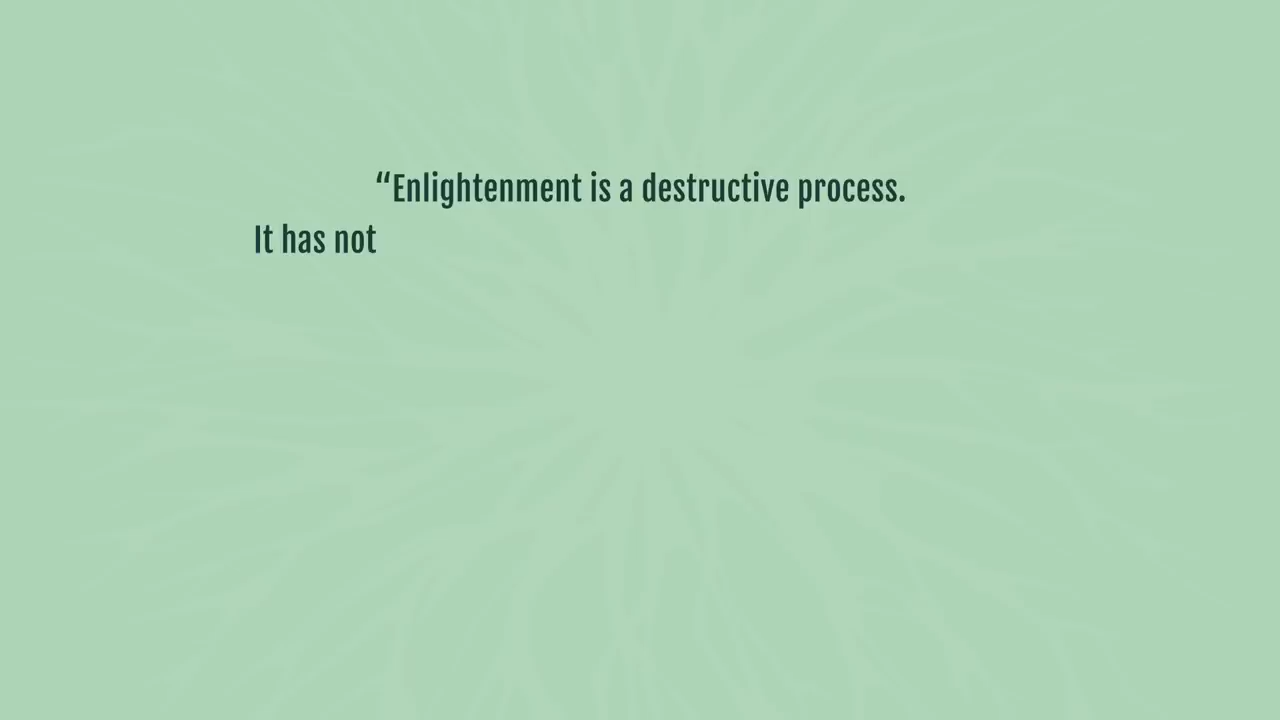 “Enlightenment is a destructive process.
It has not